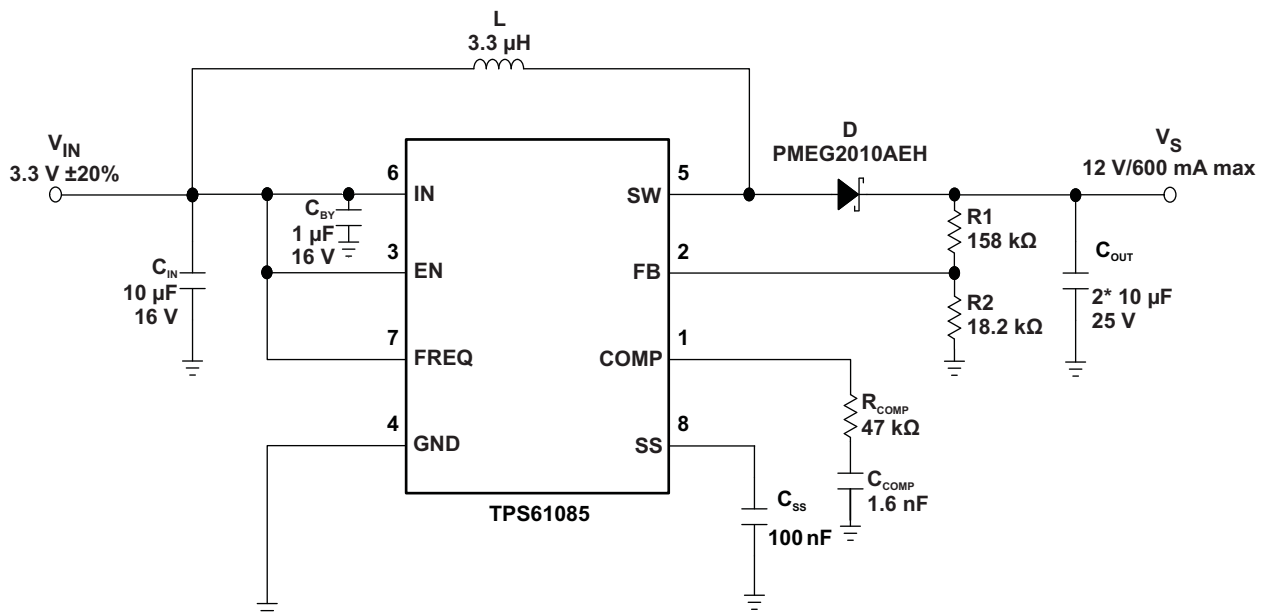 L
3.3 µH
V_IN
3.3 V ±20%
D
PMEG2010AEH
V_S
12 V/600 mA max
6
IN
5
SW
C_BY
1 µF
16 V
R1
158 kΩ
3
EN
2
FB
C_IN
10 µF
16 V
C_OUT
2* 10 µF
25 V
R2
18.2 kΩ
7
FREQ
1
COMP
R_COMP
47 kΩ
4
GND
8
SS
C_COMP
1.6 nF
C_SS
100 nF
TPS61085